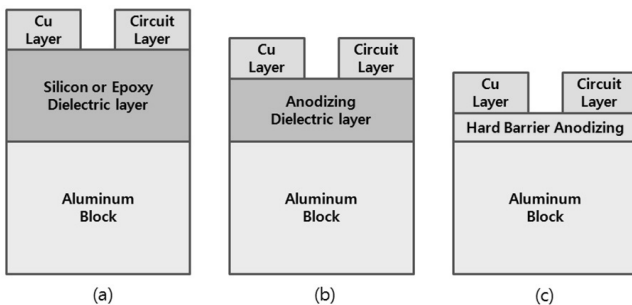 Cu
Layer
Circuit
Layer
Silicon or Epoxy
Dielectric layer
Aluminum
Block
(a)
Cu
Layer
Circuit
Layer
Anodizing
Dielectric layer
Aluminum
Block
(b)
Cu
Layer
Circuit
Layer
Hard Barrier Anodizing
Aluminum
Block
(c)